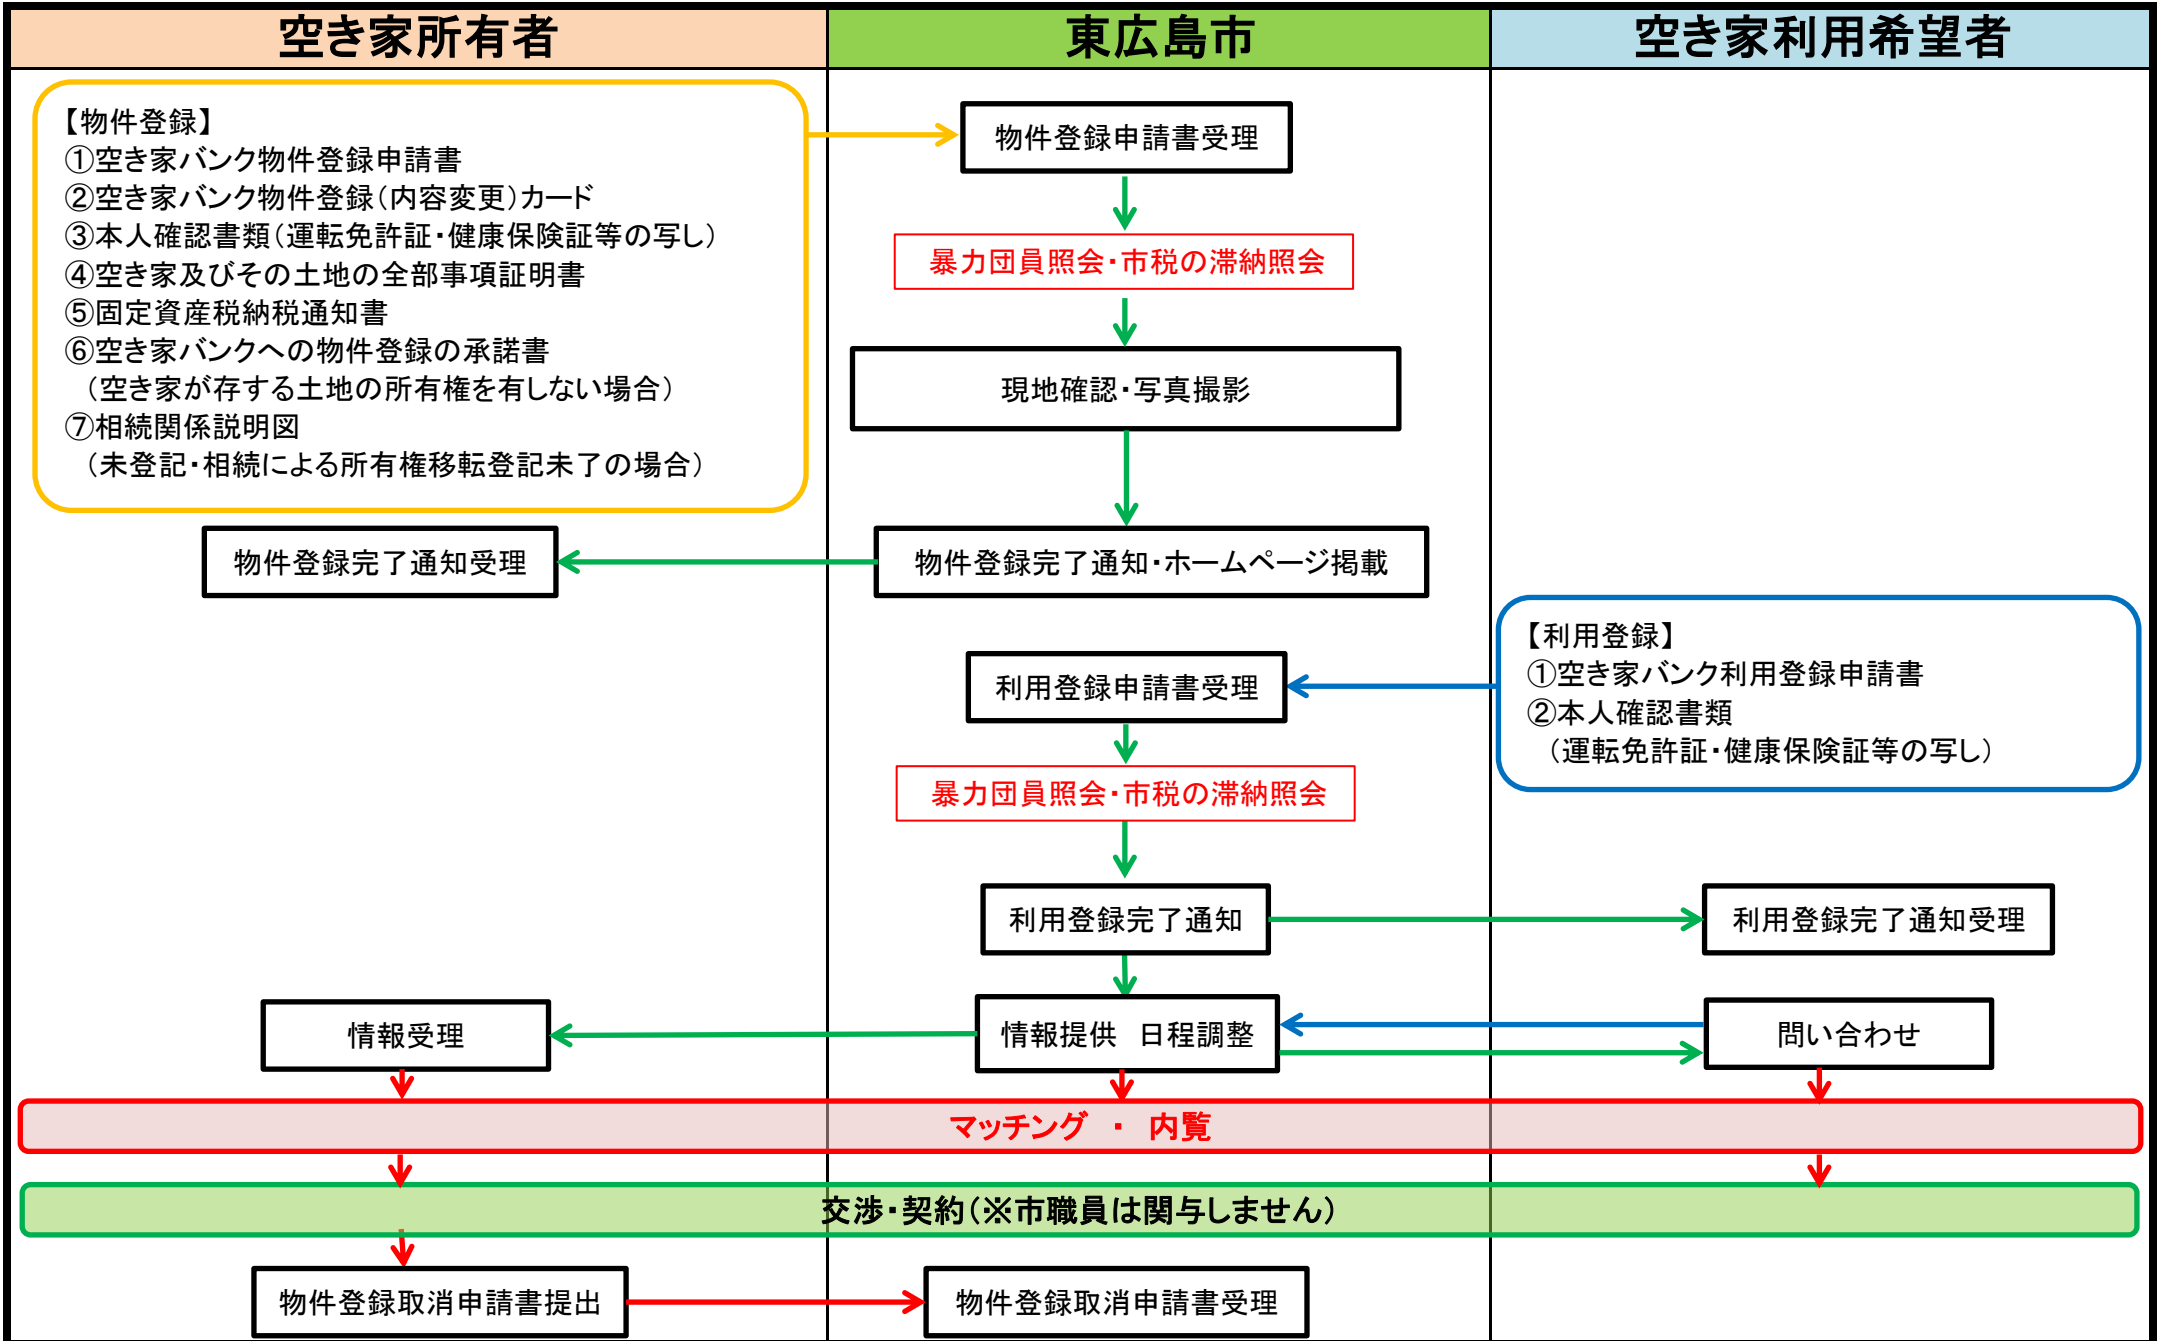 空き家所有者
東広島市
空き家利用希望者
【物件登録】
①空き家バンク物件登録申請書
②空き家バンク物件登録（内容変更）カード
③本人確認書類（運転免許証・健康保険証等の写し）
④空き家及びその土地の全部事項証明書
⑤固定資産税納税通知書
⑥空き家バンクへの物件登録の承諾書
（空き家が存する土地の所有権を有しない場合）
⑦相続関係説明図
（未登記・相続による所有権移転登記未了の場合）
物件登録申請書受理
暴力団員照会・市税の滞納照会
現地確認・写真撮影
物件登録完了通知受理
物件登録完了通知・ホームページ掲載
【利用登録】
①空き家バンク利用登録申請書
②本人確認書類
（運転免許証・健康保険証等の写し）
利用登録申請書受理
暴力団員照会・市税の滞納照会
利用登録完了通知
利用登録完了通知受理
情報受理
情報提供　日程調整
問い合わせ
マッチング　・　内覧
交渉・契約（※市職員は関与しません）
物件登録取消申請書提出
物件登録取消申請書受理